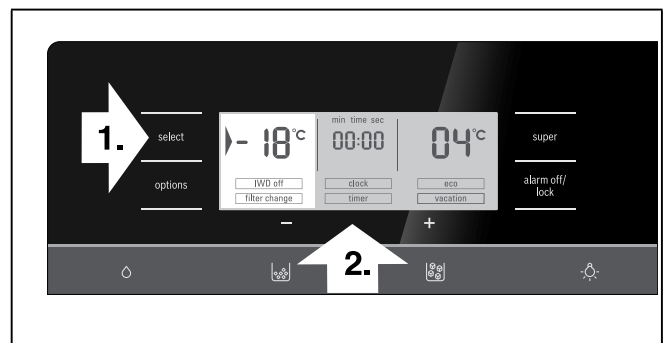 min time sec
1. select - 18°C 00:00 04°C super
options IWD off clock eco alarm off/
lock
filter change timer vacation
- +
2.